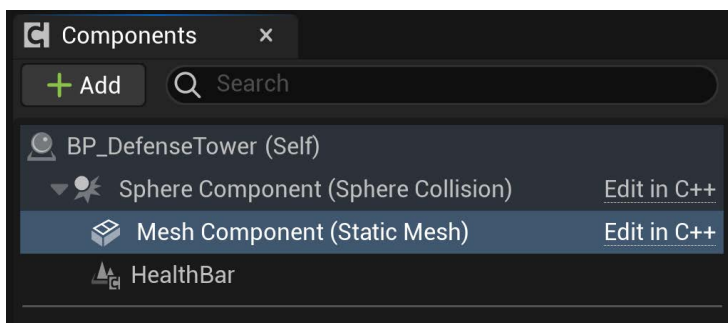 Components ×
+ Add Search
BP_DefenseTower (Self)
Sphere Component (Sphere Collision) Edit in C++
Mesh Component (Static Mesh) Edit in C++
HealthBar